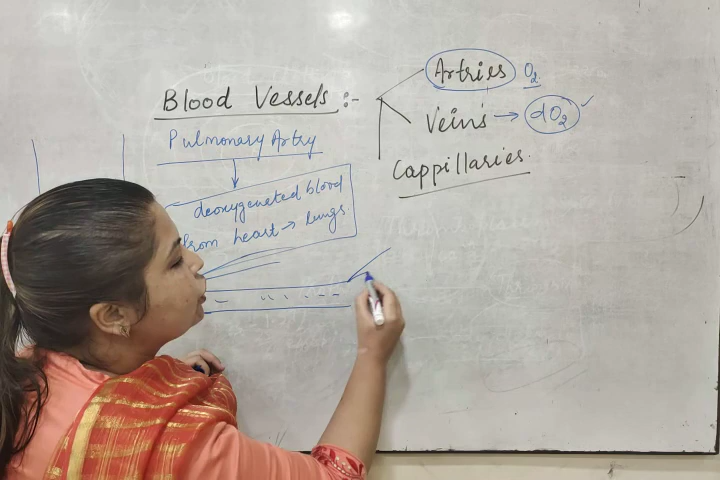 Blood Vessels :-
Artries O₂
Veins → dO₂ ✓
Cappillaries.
Pulmonary Artry
deoxygeneted blood
from heart → lungs